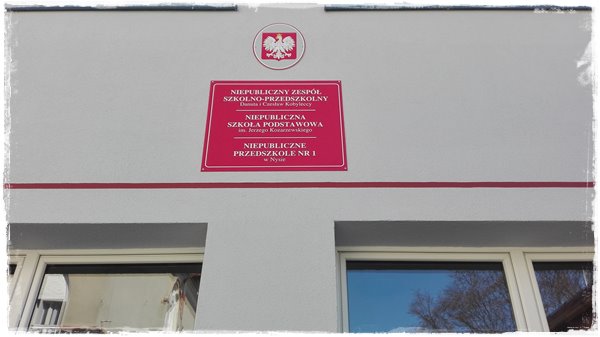 NIEPUBLICZNY ZESPÓŁ
SZKOLNO-PRZEDSZKOLNY
Danuta i Czesław Kobyleccy
NIEPUBLICZNA
SZKOŁA PODSTAWOWA
im. Jerzego Kozarzewskiego
NIEPUBLICZNE
PRZEDSZKOLE NR 1
w Nysie